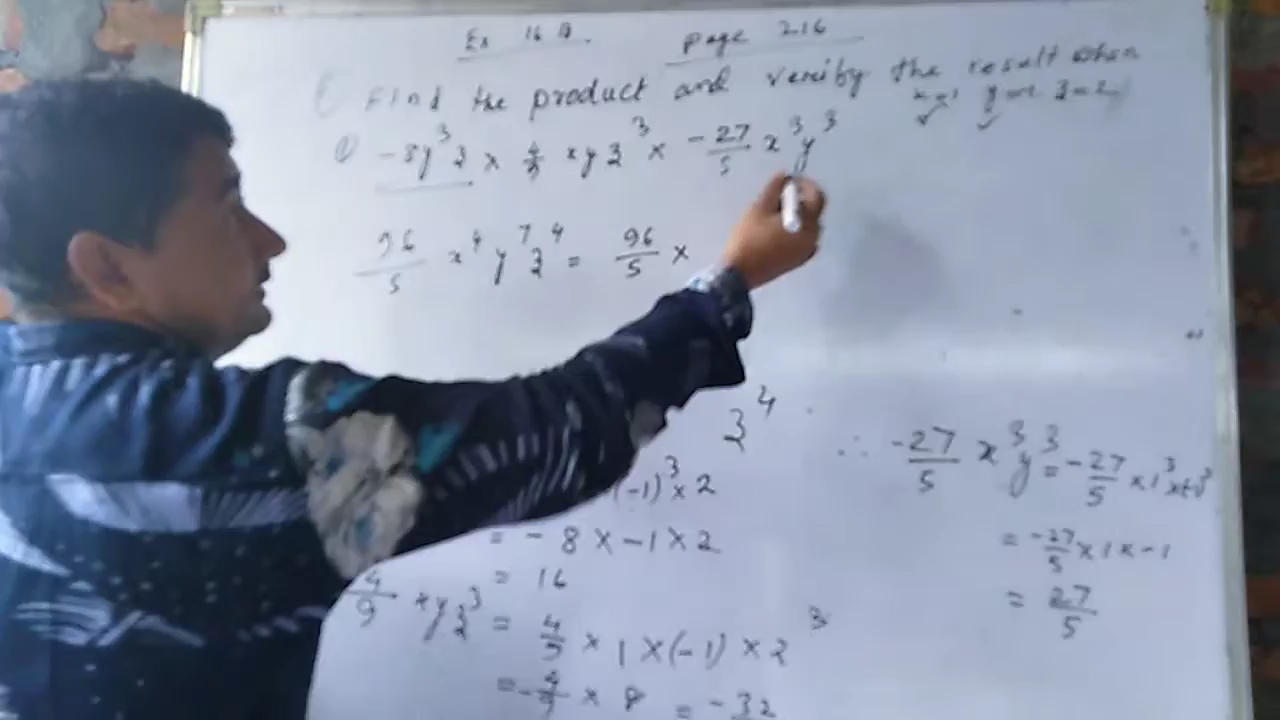 Ex 16 B. page 216
Find the product and verify the result when
x=1 y=-1 z=2
① -8y³z × 4/9 xyz³ × -27/5 x³y³
96/5 x⁴y⁷z⁴ = 96/5 ×
z⁴
(-1)³×2
= -8×-1×2
= 16
4/9 xyz³ = 4/9 × 1×(-1)×2³
= -4/9 × 8 = -32
∴ -27/5 x³y³ = -27/5 ×1³×-1³
= -27/5 ×1×-1
= 27/5